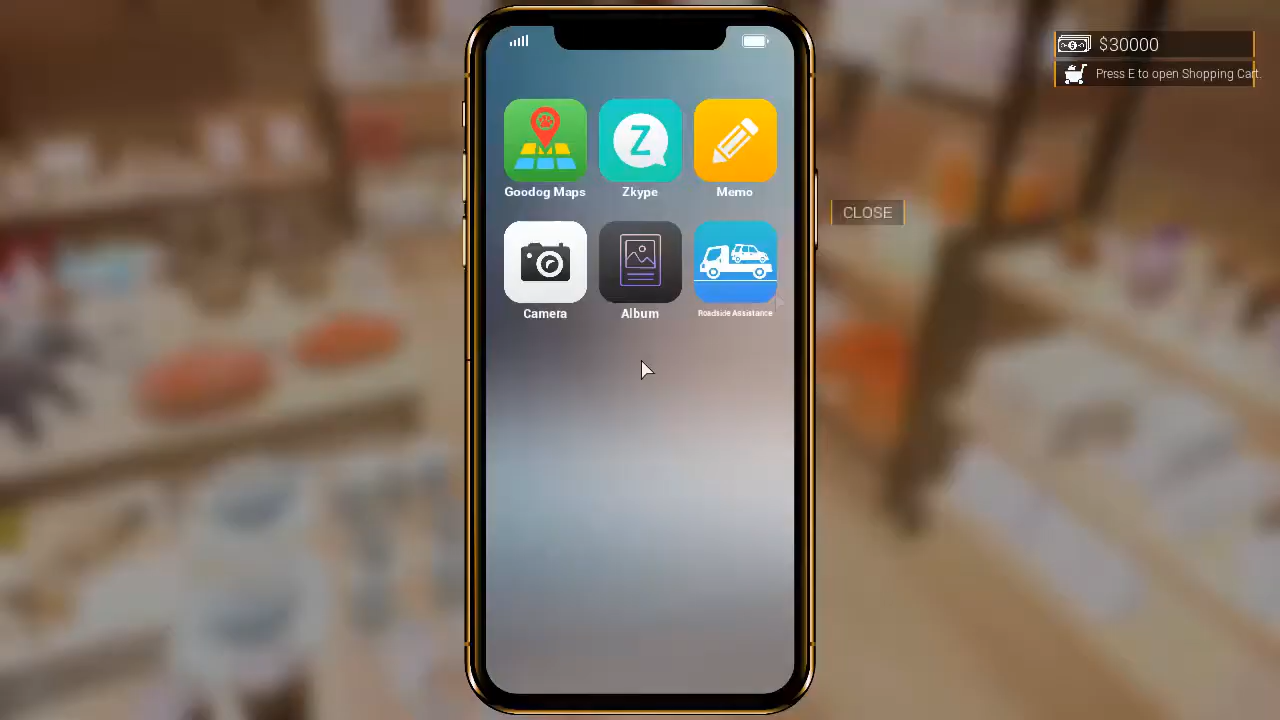 $30000
Press E to open Shopping Cart.
Z
Goodog Maps
Zkype
Memo
CLOSE
Camera
Album
Roadside Assistance